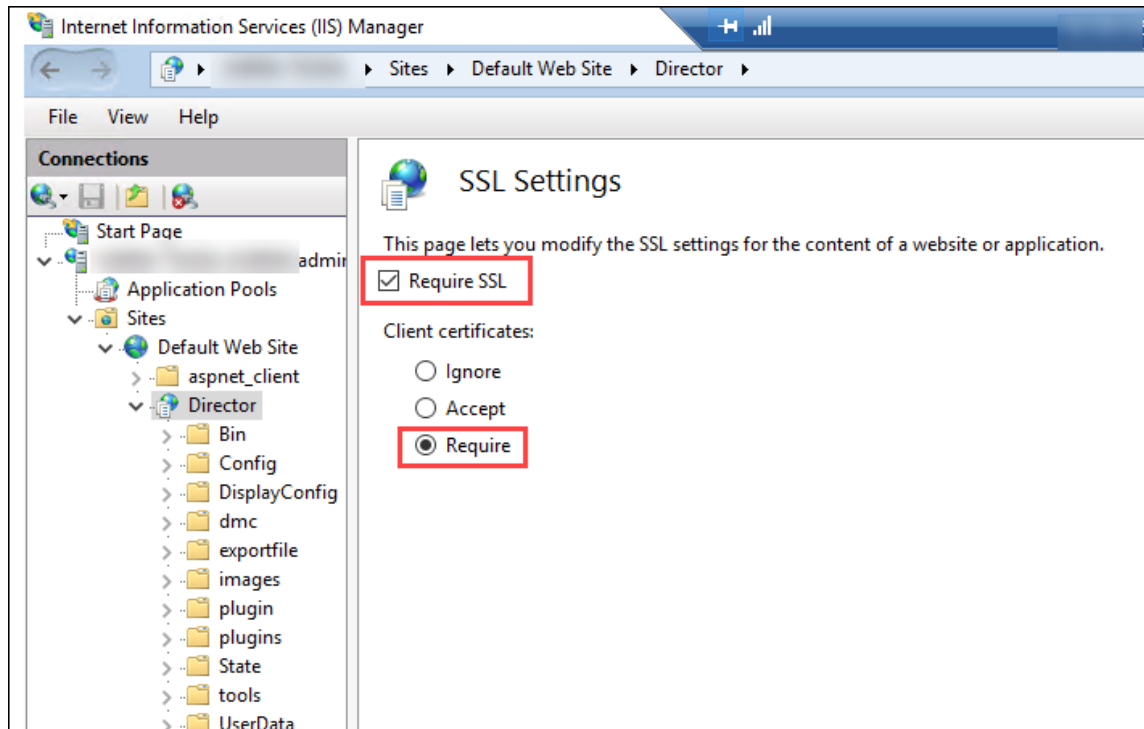 Internet Information Services (IIS) Manager
Sites Default Web Site Director
File View Help
Connections
SSL Settings
Start Page
This page lets you modify the SSL settings for the content of a website or application.
admin
Require SSL
Application Pools
Client certificates:
Sites
Default Web Site
Ignore
aspnet_client
Director
Accept
Bin
Require
Config
DisplayConfig
dmc
exportfile
images
plugin
plugins
State
tools
UserData